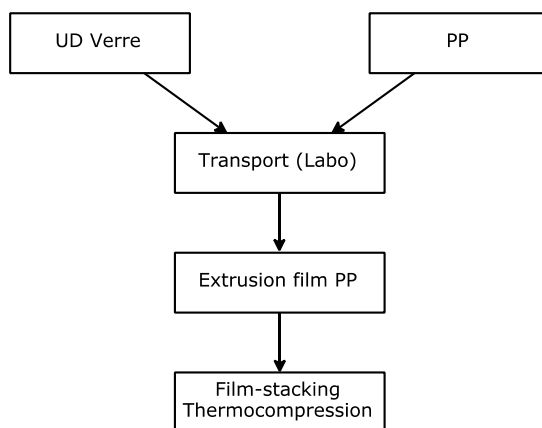 UD Verre
PP
Transport (Labo)
Extrusion film PP
Film-stacking
Thermocompression